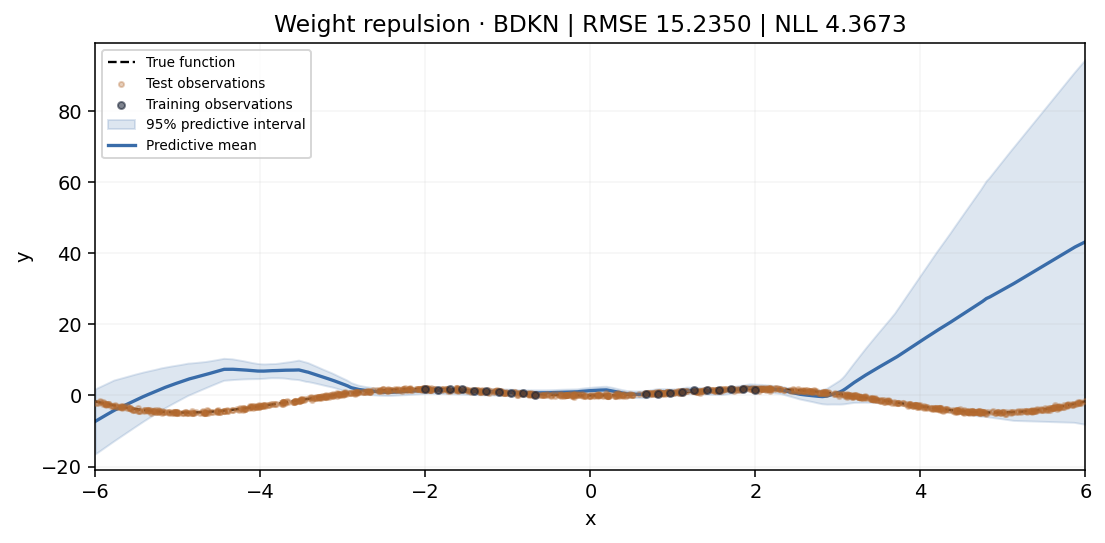 Weight repulsion · BDKN | RMSE 15.2350 | NLL 4.3673
True function
Test observations
Training observations
95% predictive interval
Predictive mean
y
80
60
40
20
0
−20
−6
−4
−2
0
2
4
6
x